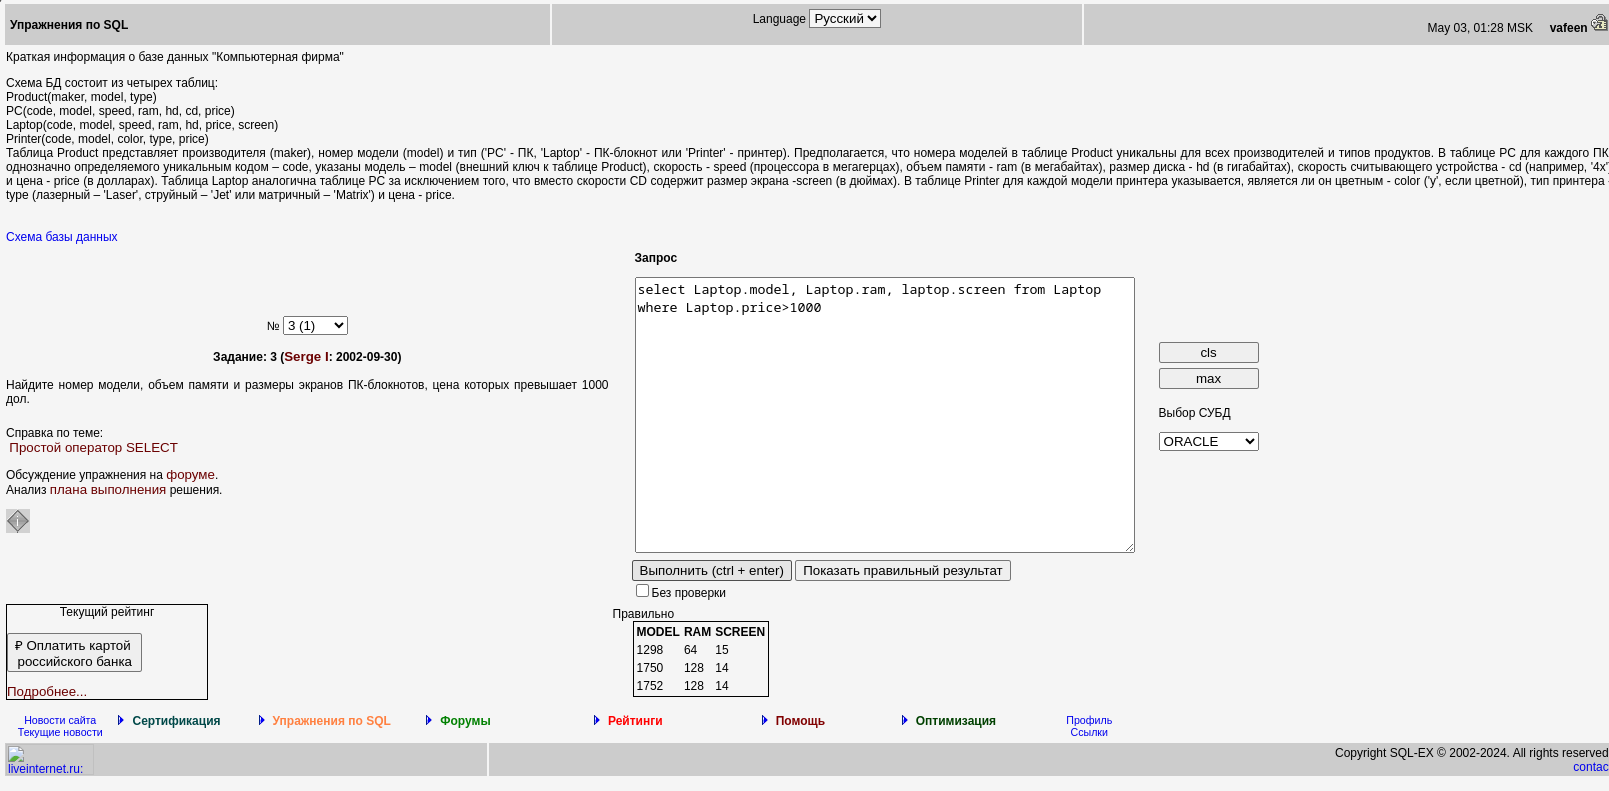 Упражнения по SQL
Language Русский
May 03, 01:28 MSK vafeen
Краткая информация о базе данных "Компьютерная фирма"
Схема БД состоит из четырех таблиц:
Product(maker, model, type)
PC(code, model, speed, ram, hd, cd, price)
Laptop(code, model, speed, ram, hd, price, screen)
Printer(code, model, color, type, price)
Таблица Product представляет производителя (maker), номер модели (model) и тип ('PC' - ПК, 'Laptop' - ПК-блокнот или 'Printer' - принтер). Предполагается, что номера моделей в таблице Product уникальны для всех производителей и типов продуктов. В таблице PC для каждого ПК,
однозначно определяемого уникальным кодом – code, указаны модель – model (внешний ключ к таблице Product), скорость - speed (процессора в мегагерцах), объем памяти - ram (в мегабайтах), размер диска - hd (в гигабайтах), скорость считывающего устройства - cd (например, '4x')
и цена - price (в долларах). Таблица Laptop аналогична таблице РС за исключением того, что вместо скорости CD содержит размер экрана -screen (в дюймах). В таблице Printer для каждой модели принтера указывается, является ли он цветным - color ('y', если цветной), тип принтера -
type (лазерный – 'Laser', струйный – 'Jet' или матричный – 'Matrix') и цена - price.
Схема базы данных
Запрос
select Laptop.model, Laptop.ram, laptop.screen from Laptop
where Laptop.price>1000
№ 3 (1)
Задание: 3 (Serge I: 2002-09-30)
Найдите номер модели, объем памяти и размеры экранов ПК-блокнотов, цена которых превышает 1000
дол.
Справка по теме:
Простой оператор SELECT
Обсуждение упражнения на форуме.
Анализ плана выполнения решения.
cls
max
Выбор СУБД
ORACLE
Выполнить (ctrl + enter) Показать правильный результат
Без проверки
Текущий рейтинг
₽ Оплатить картой
российского банка
Подробнее...
Правильно
MODEL RAM SCREEN
1298 64 15
1750 128 14
1752 128 14
Новости сайта
Текущие новости
Сертификация
Упражнения по SQL
Форумы
Рейтинги
Помощь
Оптимизация
Профиль
Ссылки
liveinternet.ru:
Copyright SQL-EX © 2002-2024. All rights reserved
contac